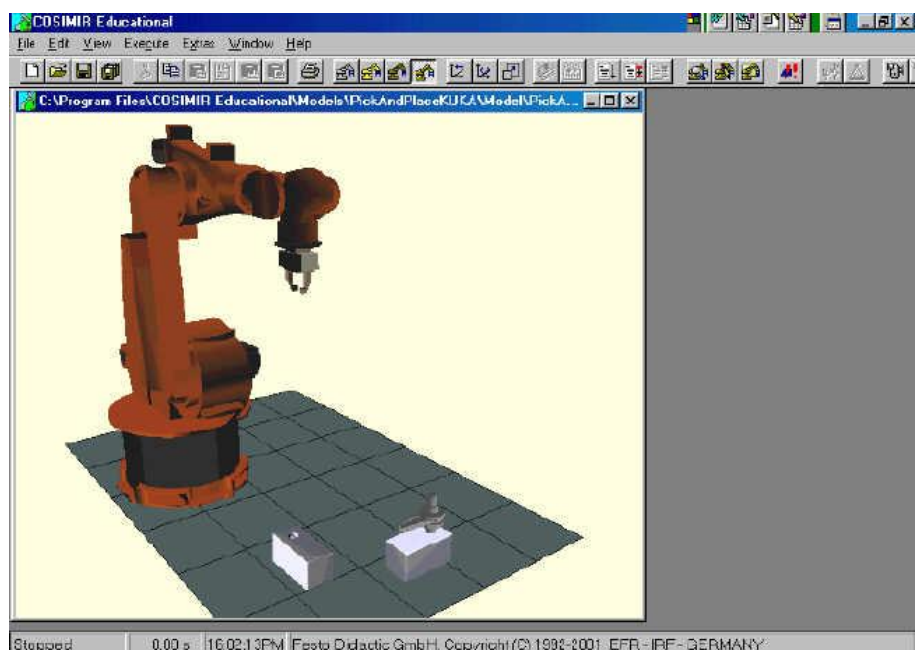 COSIMIR Educational
File Edit View Execute Extras Window Help
C:\Program Files\COSIMIR Educational\Models\PickAndPlaceKUKA\Model\PickA...
Stopped 0.00 s 16:02:13PM Festo Didactic GmbH, Copyright (C) 1992-2001 EFR - IRF - GERMANY